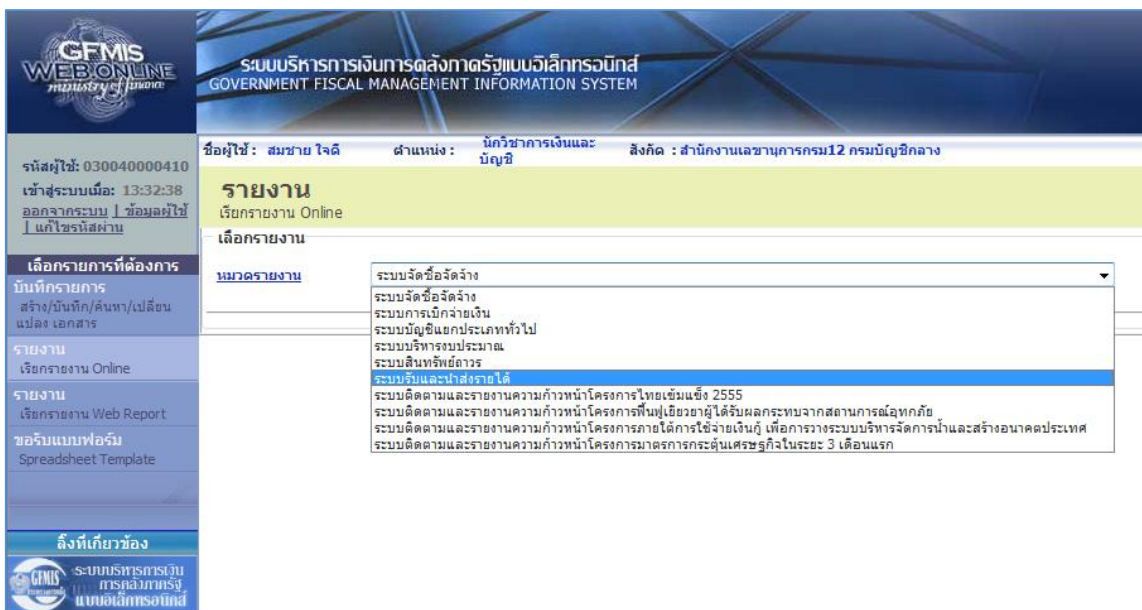 GFMIS
WEB ONLINE
ministry of finance
ระบบบริหารการเงินการคลังภาครัฐแบบอิเล็กทรอนิกส์
GOVERNMENT FISCAL MANAGEMENT INFORMATION SYSTEM
ชื่อผู้ใช้ : สมชาย ใจดี ตำแหน่ง : นักวิชาการเงินและบัญชี สังกัด : สำนักงานเลขานุการกรม12 กรมบัญชีกลาง
รหัสผู้ใช้: 030040000410
เข้าสู่ระบบเมื่อ: 13:32:38
ออกจากระบบ | ข้อมูลผู้ใช้
| แก้ไขรหัสผ่าน
รายงาน
เรียกรายงาน Online
เลือกรายงาน
หมวดรายงาน ระบบจัดซื้อจัดจ้าง
ระบบจัดซื้อจัดจ้าง
ระบบการเบิกจ่ายเงิน
ระบบบัญชีแยกประเภททั่วไป
ระบบบริหารงบประมาณ
ระบบสินทรัพย์ถาวร
ระบบรับและนำส่งรายได้
ระบบติดตามและรายงานความก้าวหน้าโครงการไทยเข้มแข็ง 2555
ระบบติดตามและรายงานความก้าวหน้าโครงการฟื้นฟูเยียวยาผู้ได้รับผลกระทบจากสถานการณ์อุทกภัย
ระบบติดตามและรายงานความก้าวหน้าโครงการภายใต้การใช้จ่ายเงินกู้ เพื่อการวางระบบบริหารจัดการน้ำและสร้างอนาคตประเทศ
ระบบติดตามและรายงานความก้าวหน้าโครงการมาตรการกระตุ้นเศรษฐกิจในระยะ 3 เดือนแรก
เลือกรายการที่ต้องการ
บันทึกรายการ
สร้าง/บันทึก/ค้นหา/เปลี่ยน
แปลง เอกสาร
รายงาน
เรียกรายงาน Online
รายงาน
เรียกรายงาน Web Report
ขอรับแบบฟอร์ม
Spreadsheet Template
ลิ้งที่เกี่ยวข้อง
GFMIS
ระบบบริหารการเงิน
การคลังภาครัฐ
แบบอิเล็กทรอนิกส์